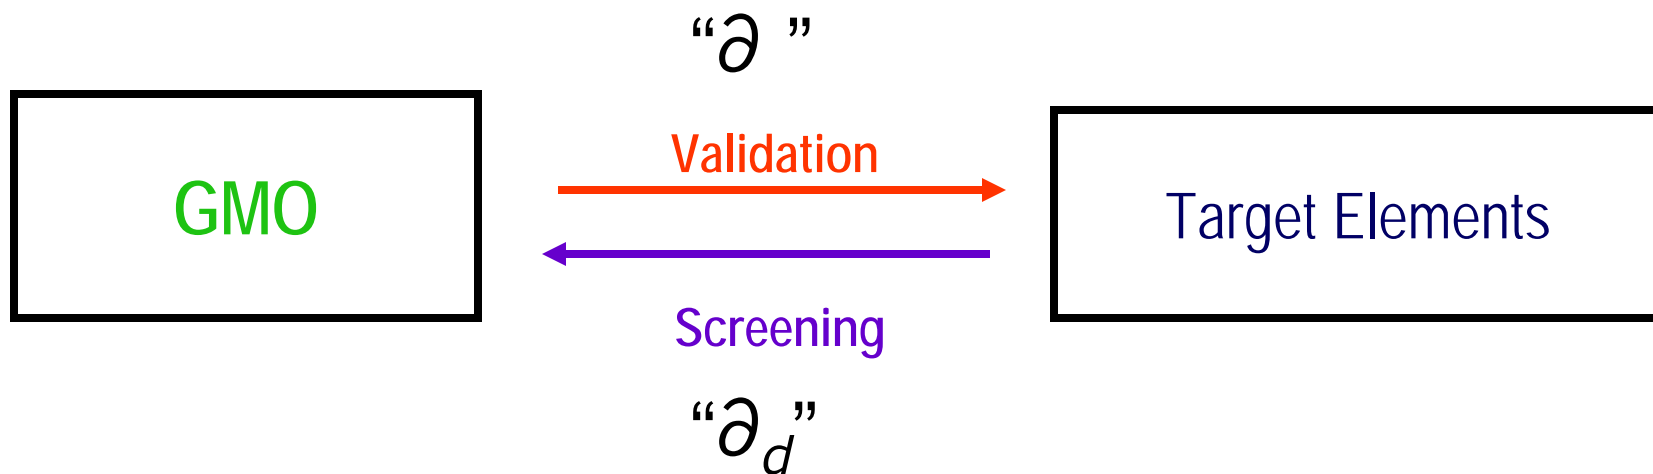 “∂ ”
Validation
GMO
Target Elements
Screening
“∂d”